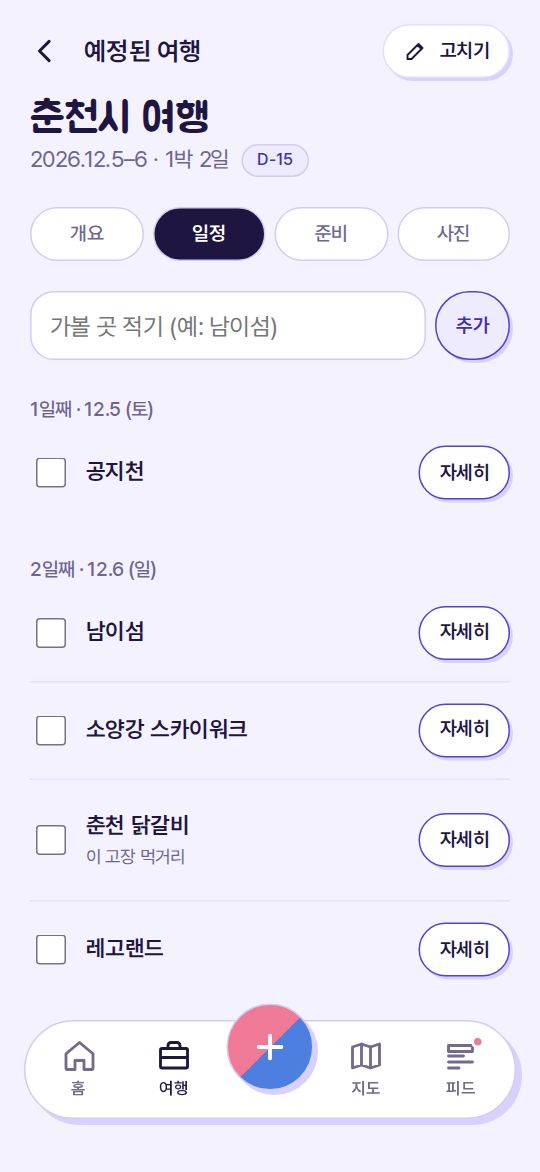 예정된 여행
고치기
춘천시 여행
2026.12.5–6 · 1박 2일
D-15
개요
일정
준비
사진
가볼 곳 적기 (예: 남이섬)
추가
1일째 · 12.5 (토)
공지천
자세히
2일째 · 12.6 (일)
남이섬
자세히
소양강 스카이워크
자세히
춘천 닭갈비
이 고장 먹거리
자세히
레고랜드
자세히
홈
여행
지도
피드